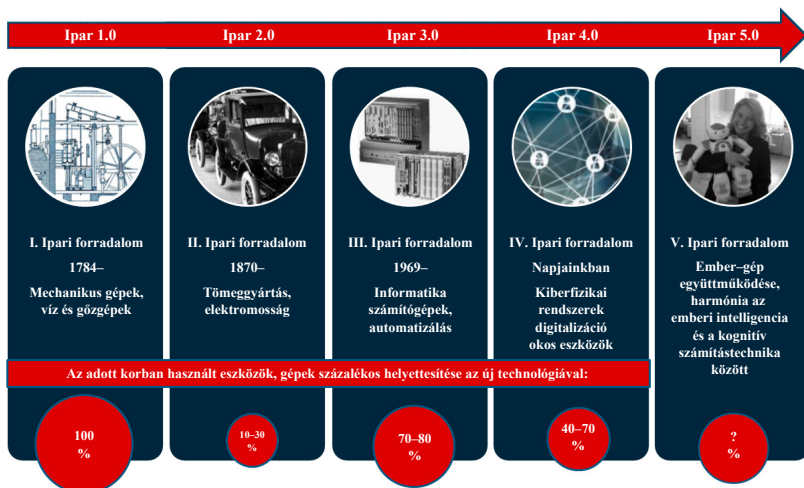 Ipar 1.0
Ipar 2.0
Ipar 3.0
Ipar 4.0
Ipar 5.0
I. Ipari forradalom
1784–
Mechanikus gépek,
víz és gőzgépek
II. Ipari forradalom
1870–
Tömeggyártás,
elektromosság
III. Ipari forradalom
1969–
Informatika
számítógépek,
automatizálás
IV. Ipari forradalom
Napjainkban
Kiberfizikai
rendszerek
digitalizáció
okos eszközök
V. Ipari forradalom
Ember–gép
együttműködése,
harmónia az
emberi intelligencia
és a kognitív
számítástechnika
között
Az adott korban használt eszközök, gépek százalékos helyettesítése az új technológiával:
100
%
10–30
%
70–80
%
40–70
%
?
%